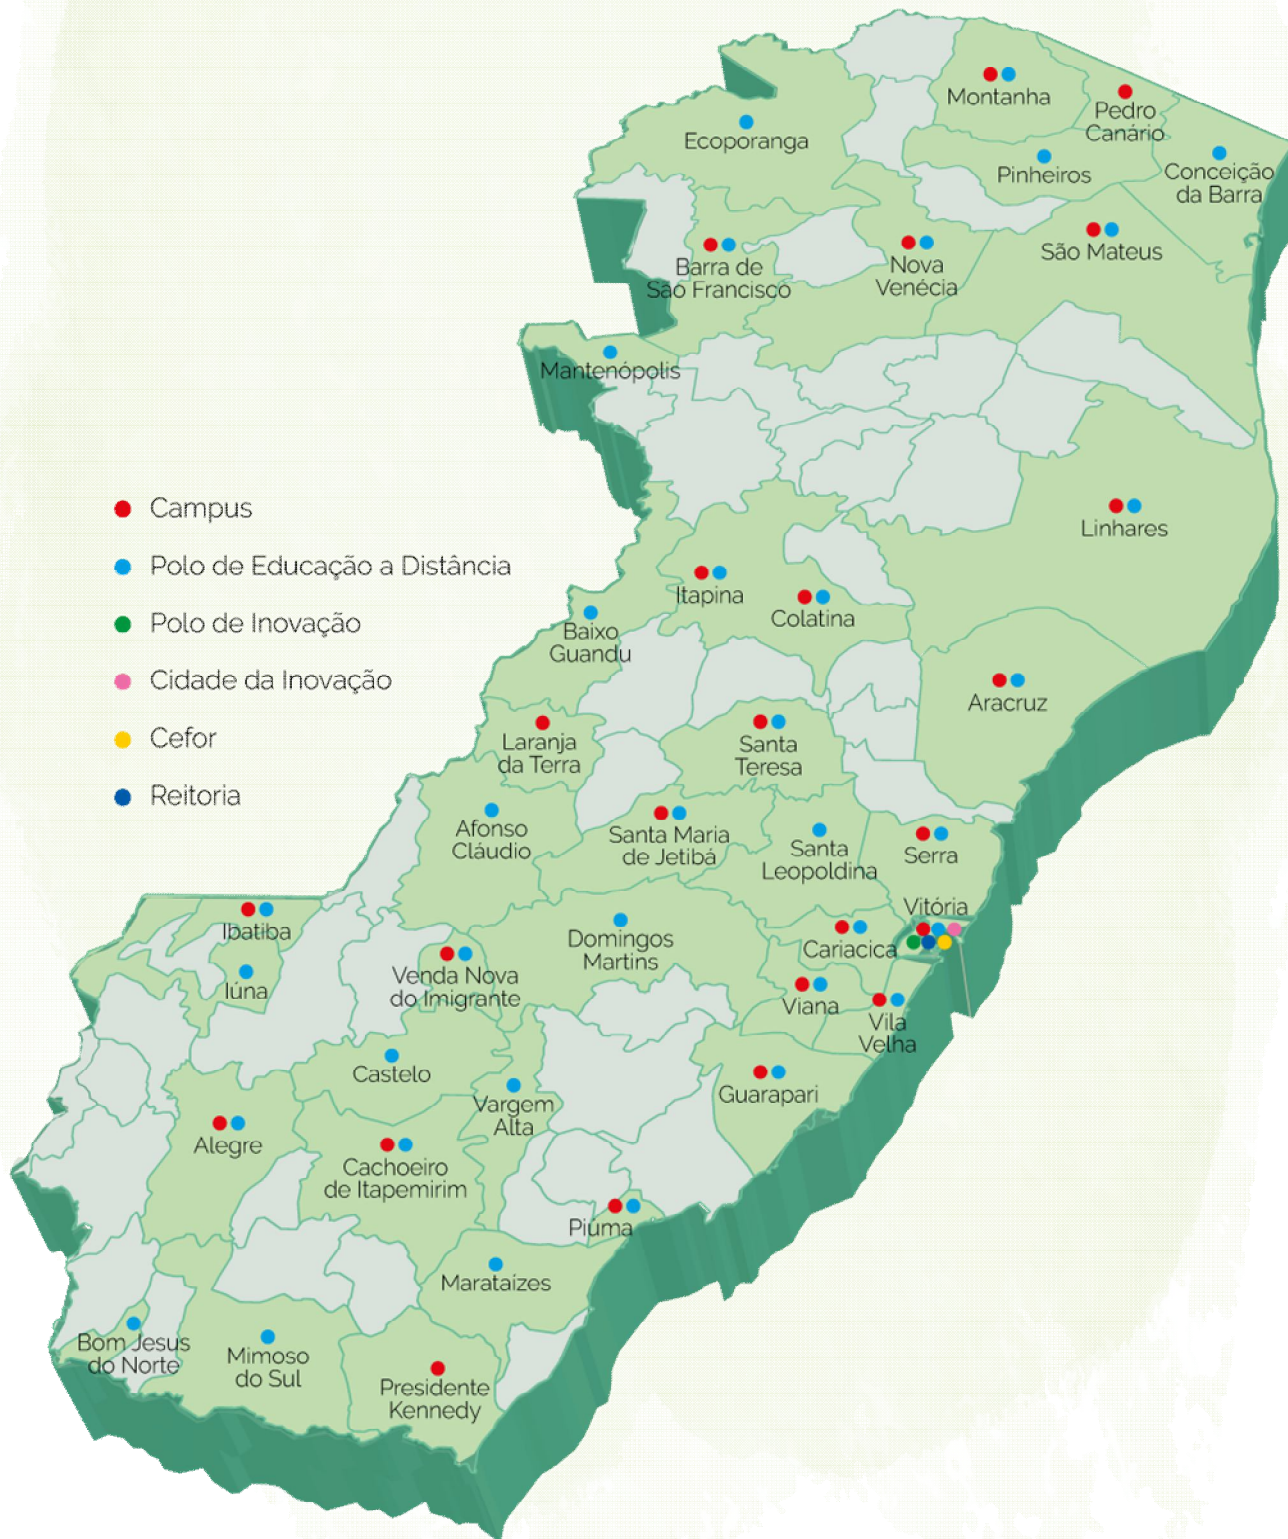 Montanha
Pedro
Canário
Ecoporanga
Pinheiros
Conceição
da Barra
São Mateus
Barra de
São Francisco
Nova
Venécia
Mantenópolis
Campus
Polo de Educação a Distância
Polo de Inovação
Cidade da Inovação
Cefor
Reitoria
Linhares
Itapina
Colatina
Baixo
Guandu
Aracruz
Laranja
da Terra
Santa
Teresa
Afonso
Cláudio
Santa Maria
de Jetibá
Santa
Leopoldina
Serra
Vitória
Ibatiba
Domingos
Martins
Cariacica
Iúna
Venda Nova
do Imigrante
Viana
Vila
Velha
Castelo
Vargem
Alta
Guarapari
Alegre
Cachoeiro
de Itapemirim
Piúma
Marataízes
Bom Jesus
do Norte
Mimoso
do Sul
Presidente
Kennedy